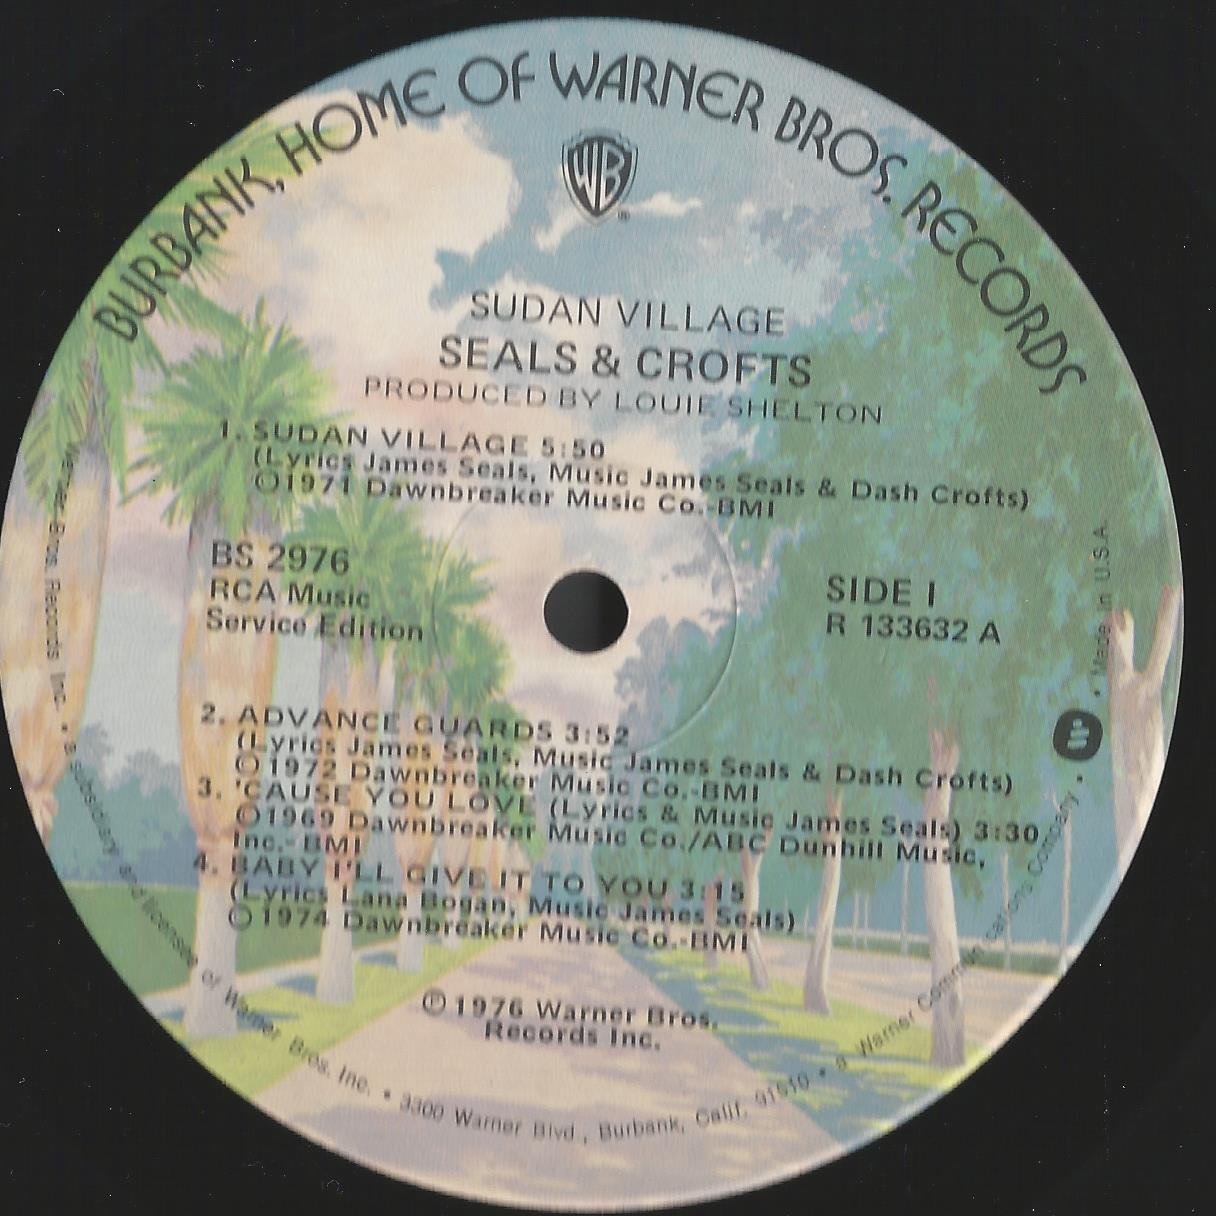 BURBANK, HOME OF WARNER BROS. RECORDS
WB
SUDAN VILLAGE
SEALS & CROFTS
PRODUCED BY LOUIE SHELTON
1. SUDAN VILLAGE 5:50
(Lyrics James Seals, Music James Seals & Dash Crofts)
©1971 Dawnbreaker Music Co.-BMI
BS 2976
RCA Music
Service Edition
SIDE I
R 133632 A
2. ADVANCE GUARDS 3:52
(Lyrics James Seals, Music James Seals & Dash Crofts)
©1972 Dawnbreaker Music Co.-BMI
3. 'CAUSE YOU LOVE (Lyrics & Music James Seals) 3:30
©1969 Dawnbreaker Music Co./ABC Dunhill Music,
Inc.-BMI
4. BABY I'LL GIVE IT TO YOU 3:15
(Lyrics Lana Bogan, Music James Seals)
©1974 Dawnbreaker Music Co.-BMI
℗ 1976 Warner Bros.
Records Inc.
Warner Bros. Records Inc. • a subsidiary and licensee of Warner Bros. Inc. • 3300 Warner Blvd., Burbank, Calif. 91510 • a Warner Communications Company • W • Made in U.S.A.